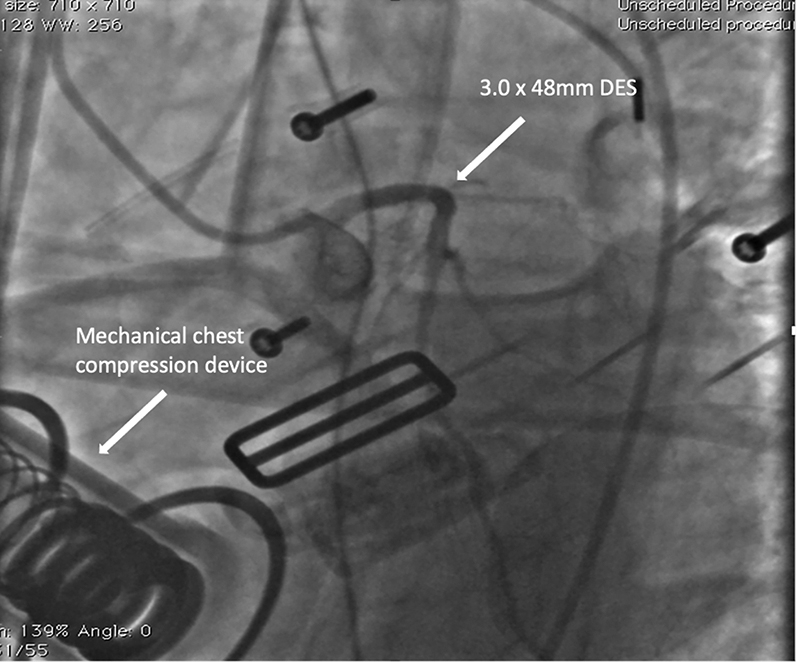 size: 710 x 710
128 WW: 256
Unscheduled Procedur
Unscheduled procedu
3.0 x 48mm DES
Mechanical chest
compression device
n: 139% Angle: 0
1/55